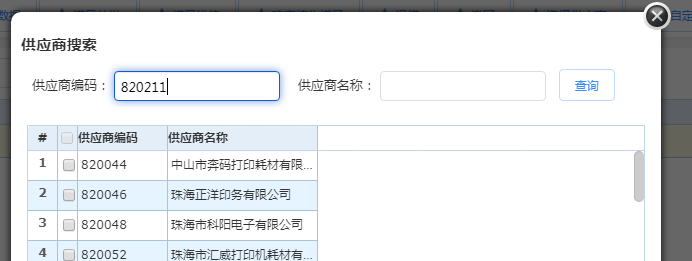 供应商搜索
供应商编码： 820211 供应商名称： 查询
# 供应商编码 供应商名称
1 820044 中山市奔码打印耗材有限...
2 820046 珠海正洋印务有限公司
3 820048 珠海市科阳电子有限公司
4 820052 珠海市汇威打印机耗材有...